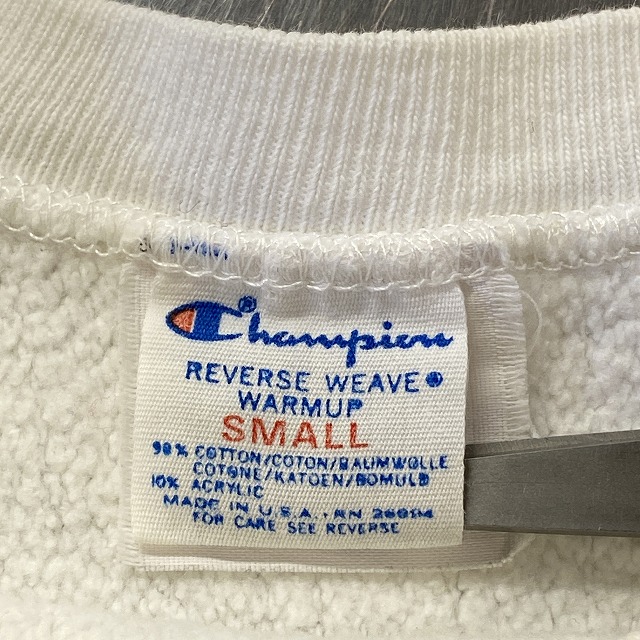 Champion®
REVERSE WEAVE®
WARMUP
SMALL
90% COTTON/COTON/BAUMWOLLE
COTONE/KATOEN/BOMULD
10% ACRYLIC
MADE IN U.S.A. · RN 26094
FOR CARE SEE REVERSE